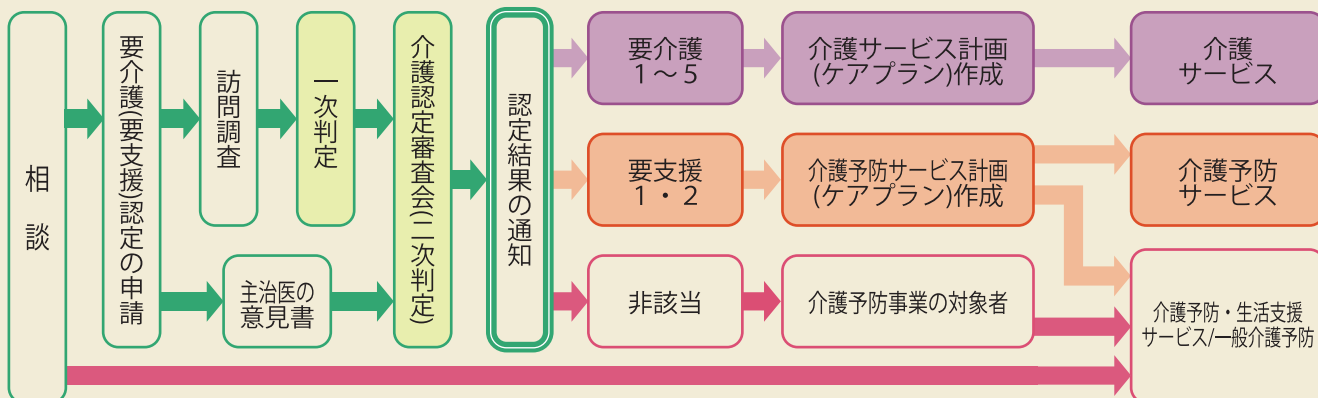 相談
要介護(要支援)認定の申請
訪問調査
一次判定
主治医の
意見書
介護認定審査会(二次判定)
認定結果の通知
要介護
1～5
介護サービス計画
(ケアプラン)作成
介護
サービス
要支援
1・2
介護予防サービス計画
(ケアプラン)作成
介護予防
サービス
非該当
介護予防事業の対象者
介護予防・生活支援
サービス/一般介護予防